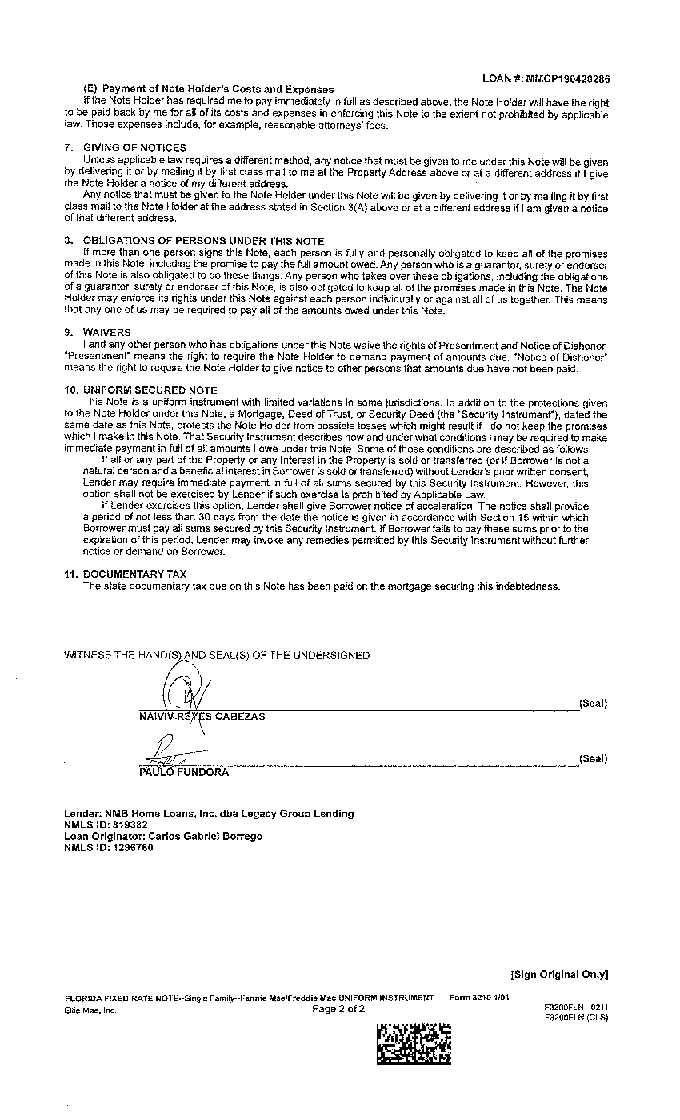 LOAN #: MMCP190420286
(E) Payment of Note Holder's Costs and Expenses
If the Note Holder has required me to pay immediately in full as described above, the Note Holder will have the right
to be paid back by me for all of its costs and expenses in enforcing this Note to the extent not prohibited by applicable
law. Those expenses include, for example, reasonable attorneys' fees.
7. GIVING OF NOTICES
Unless applicable law requires a different method, any notice that must be given to me under this Note will be given
by delivering it or by mailing it by first class mail to me at the Property Address above or at a different address if I give
the Note Holder a notice of my different address.
Any notice that must be given to the Note Holder under this Note will be given by delivering it or by mailing it by first
class mail to the Note Holder at the address stated in Section 3(A) above or at a different address if I am given a notice
of that different address.
8. OBLIGATIONS OF PERSONS UNDER THIS NOTE
If more than one person signs this Note, each person is fully and personally obligated to keep all of the promises
made in this Note, including the promise to pay the full amount owed. Any person who is a guarantor, surety or endorser
of this Note is also obligated to do these things. Any person who takes over these obligations, including the obligations
of a guarantor, surety or endorser of this Note, is also obligated to keep all of the promises made in this Note. The Note
Holder may enforce its rights under this Note against each person individually or against all of us together. This means
that any one of us may be required to pay all of the amounts owed under this Note.
9. WAIVERS
I and any other person who has obligations under this Note waive the rights of Presentment and Notice of Dishonor.
"Presentment" means the right to require the Note Holder to demand payment of amounts due. "Notice of Dishonor"
means the right to require the Note Holder to give notice to other persons that amounts due have not been paid.
10. UNIFORM SECURED NOTE
This Note is a uniform instrument with limited variations in some jurisdictions. In addition to the protections given
to the Note Holder under this Note, a Mortgage, Deed of Trust, or Security Deed (the "Security Instrument"), dated the
same date as this Note, protects the Note Holder from possible losses which might result if I do not keep the promises
which I make in this Note. That Security Instrument describes how and under what conditions I may be required to make
immediate payment in full of all amounts I owe under this Note. Some of those conditions are described as follows:
If all or any part of the Property or any Interest in the Property is sold or transferred (or if Borrower is not a
natural person and a beneficial interest in Borrower is sold or transferred) without Lender's prior written consent,
Lender may require immediate payment in full of all sums secured by this Security Instrument. However, this
option shall not be exercised by Lender if such exercise is prohibited by Applicable Law.
If Lender exercises this option, Lender shall give Borrower notice of acceleration. The notice shall provide
a period of not less than 30 days from the date the notice is given in accordance with Section 15 within which
Borrower must pay all sums secured by this Security Instrument. If Borrower fails to pay these sums prior to the
expiration of this period, Lender may invoke any remedies permitted by this Security Instrument without further
notice or demand on Borrower.
11. DOCUMENTARY TAX
The state documentary tax due on this Note has been paid on the mortgage securing this indebtedness.
WITNESS THE HAND(S) AND SEAL(S) OF THE UNDERSIGNED
(Seal)
NAIVIV REYES CABEZAS
(Seal)
PAULO FUNDORA
Lender: NMB Home Loans, Inc. dba Legacy Group Lending
NMLS ID: 819382
Loan Originator: Carlos Gabriel Borrego
NMLS ID: 1296760
[Sign Original Only]
FLORIDA FIXED RATE NOTE--Single Family--Fannie Mae/Freddie Mac UNIFORM INSTRUMENT Form 3210 1/01
Ellie Mae, Inc. Page 2 of 2 F3200FLN 0211
F3200FLN (CLS)